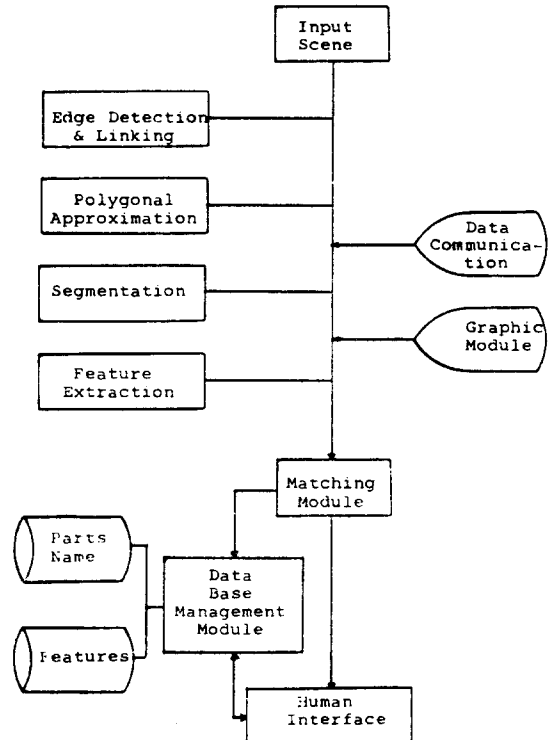 Input
Scene
Edge Detection
& Linking
Polygonal
Approximation
Data
Communica-
tion
Segmentation
Graphic
Module
Feature
Extraction
Matching
Module
Parts
Name
Data
Base
Management
Module
Features
Human
Interface